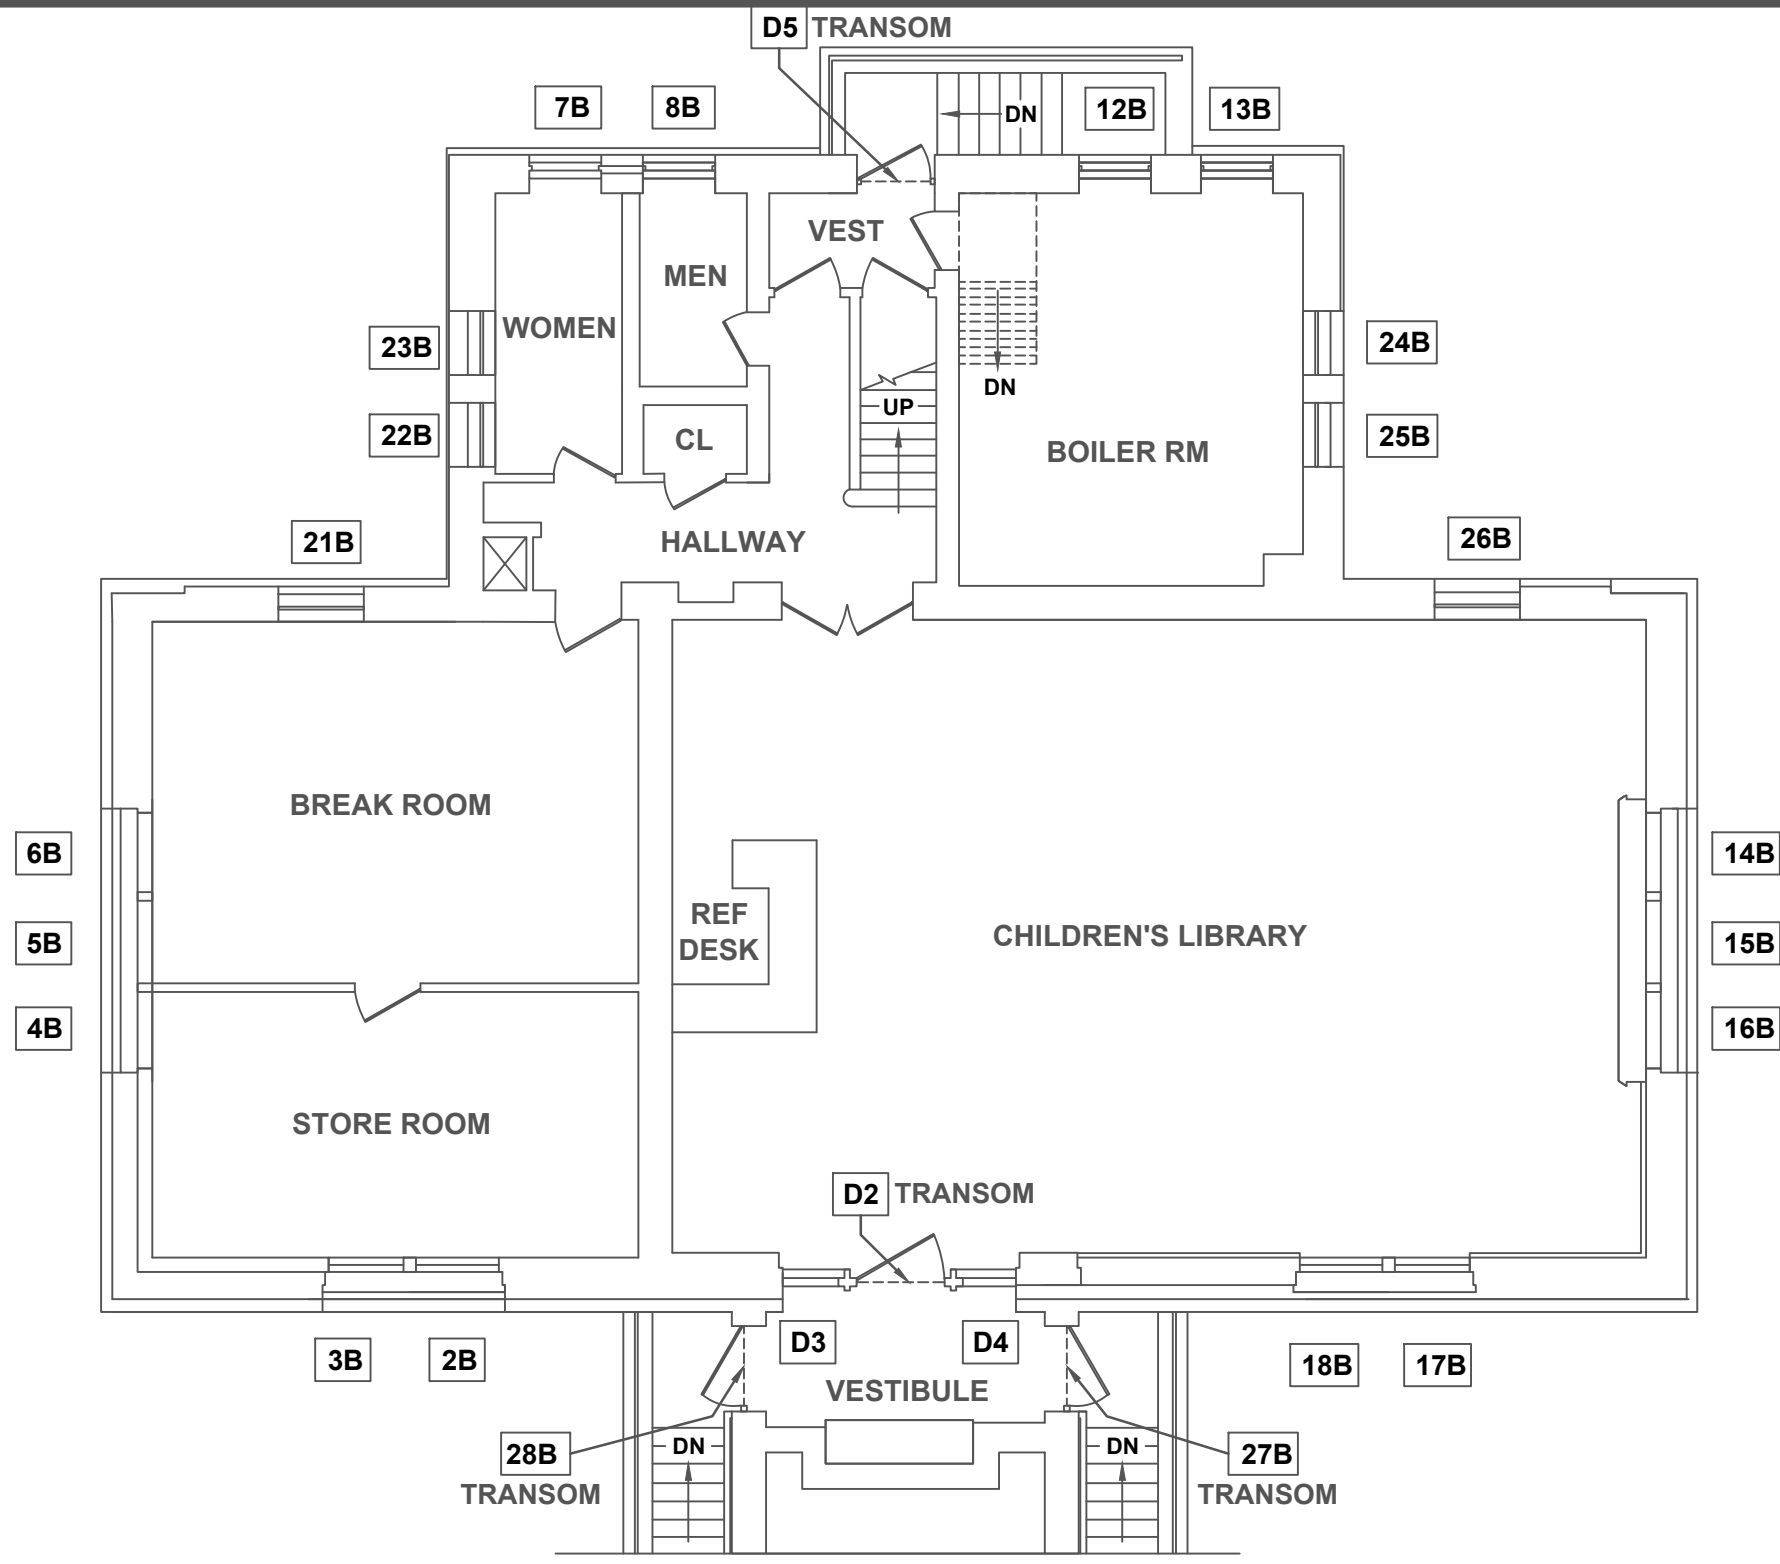 D5 TRANSOM
7B
8B
DN
12B
13B
VEST
MEN
WOMEN
23B
24B
DN
UP
22B
CL
25B
BOILER RM
21B
HALLWAY
26B
BREAK ROOM
6B
14B
REF
DESK
CHILDREN'S LIBRARY
5B
15B
4B
16B
STORE ROOM
D2 TRANSOM
D3
D4
3B
2B
18B
17B
VESTIBULE
28B
TRANSOM
DN
DN
27B
TRANSOM